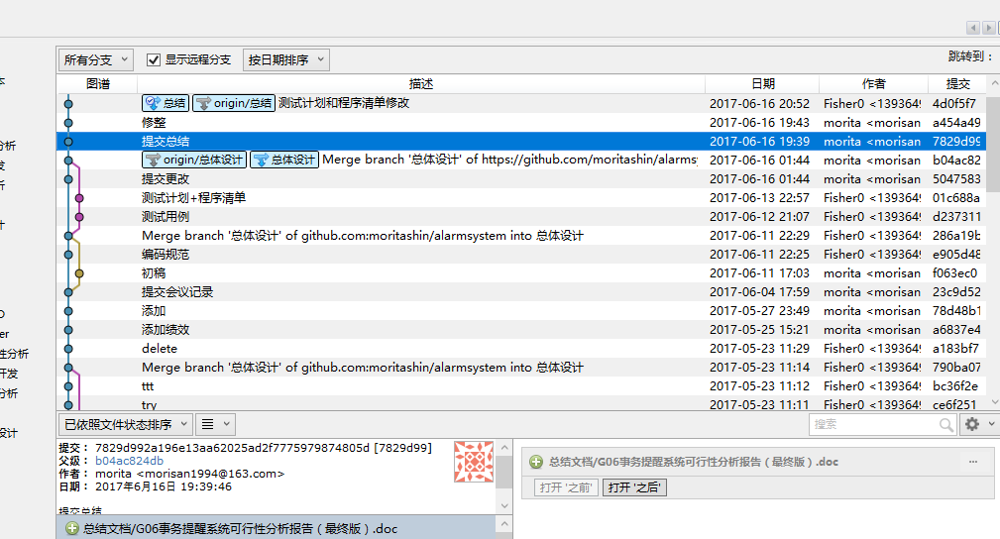 所有分支 显示远程分支 按日期排序 跳转到：
图谱 描述 日期 作者 提交
总结 origin/总结 测试计划和程序清单修改 2017-06-16 20:52 Fisher0 <139364 4d0f5f7
修整 2017-06-16 19:43 morita <morisan a454a49
提交总结 2017-06-16 19:39 morita <morisan 7829d99
origin/总体设计 总体设计 Merge branch '总体设计' of https://github.com/moritashin/alarmsy 2017-06-16 01:44 morita <morisan b04ac82
提交更改 2017-06-16 01:44 morita <morisan 5047583
测试计划+程序清单 2017-06-13 22:57 Fisher0 <139364 01c688a
测试用例 2017-06-12 21:07 Fisher0 <139364 d237311
Merge branch '总体设计' of github.com:moritashin/alarmsystem into 总体设计 2017-06-11 22:29 Fisher0 <139364 286a19b
编码规范 2017-06-11 22:25 Fisher0 <139364 e905d48
初稿 2017-06-11 17:03 morita <morisan f063ec0
提交会议记录 2017-06-04 17:59 morita <morisan 23c9d52
添加 2017-05-27 23:49 morita <morisan 78d48b1
添加绩效 2017-05-25 15:21 morita <morisan a6837e4
delete 2017-05-23 11:29 Fisher0 <139364 a183bf7
Merge branch '总体设计' of github.com:moritashin/alarmsystem into 总体设计 2017-05-23 11:14 Fisher0 <139364 790ba07
ttt 2017-05-23 11:12 Fisher0 <139364 bc36f2e
try 2017-05-23 11:11 Fisher0 <139364 ce6f251
本
分析
发
析
计
O
er
性分析
开发
分析
设计
已依照文件状态排序 搜索
提交： 7829d992a196e13aa62025ad2f7775979874805d [7829d99]
父级： b04ac824db
作者： morita <morisan1994@163.com>
日期： 2017年6月16日 19:39:46
提交总结
总结文档/G06事务提醒系统可行性分析报告（最终版）.doc
总结文档/G06事务提醒系统可行性分析报告（最终版）.doc ...
打开 '之前' 打开 '之后'